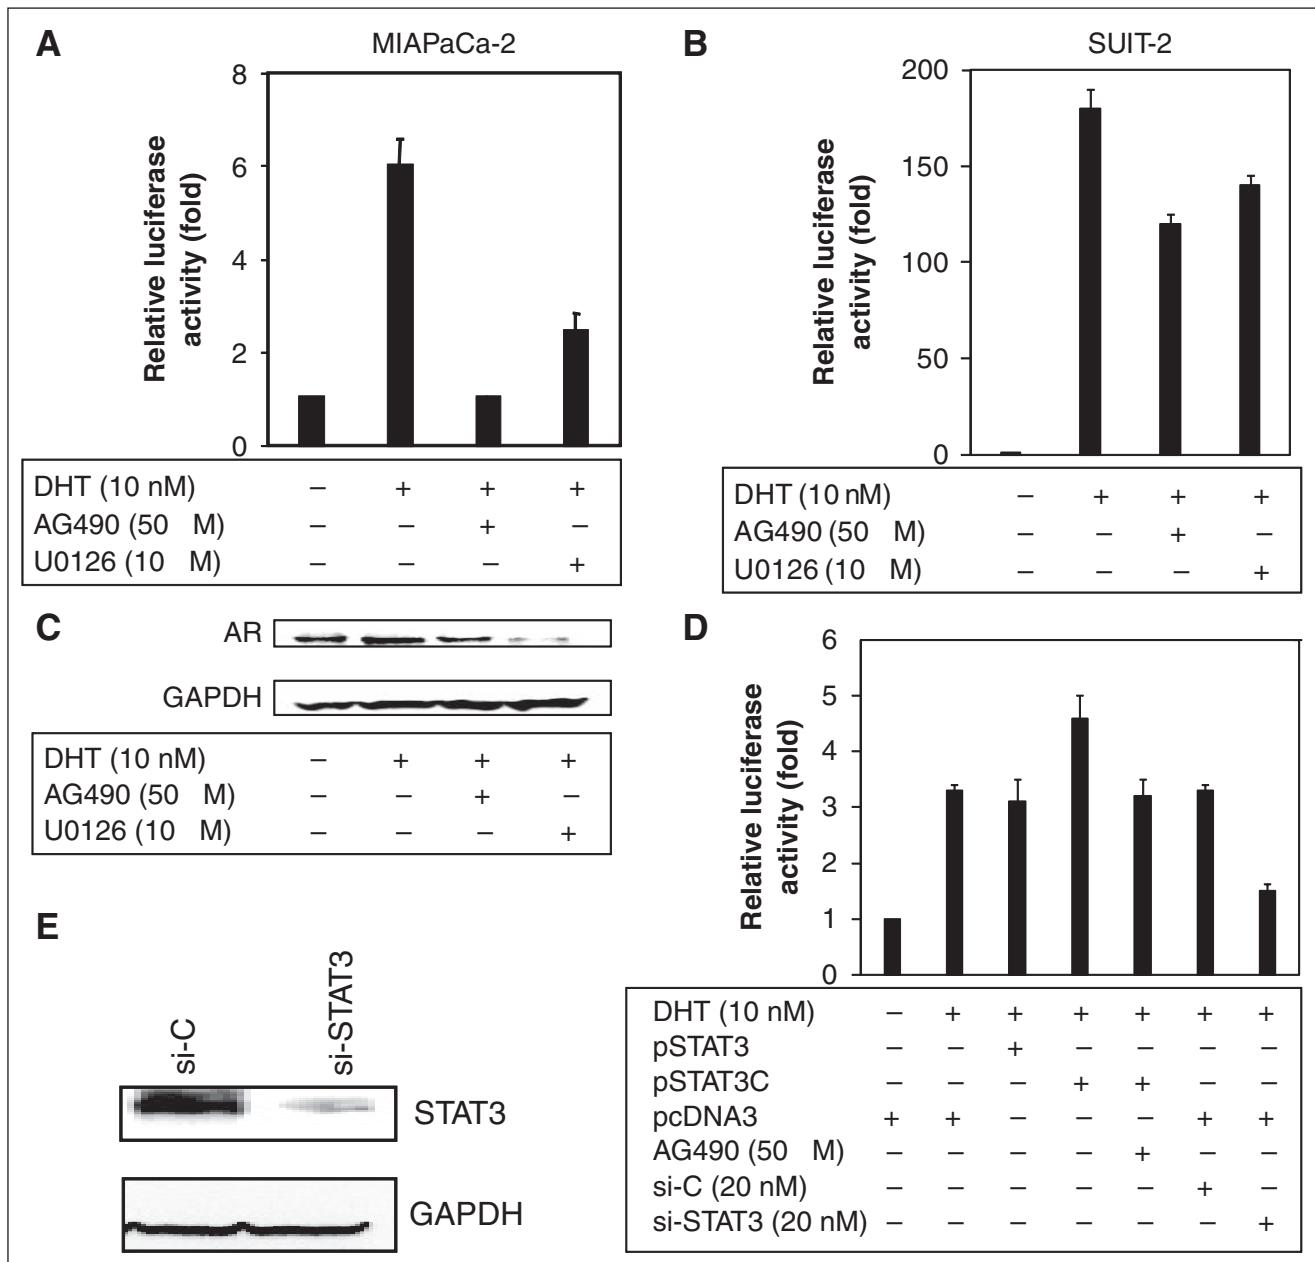 A
MIAPaCa-2
Relative luciferase
activity (fold)
8
6
4
2
0
DHT (10 nM) – + + +
AG490 (50 M) – – + –
U0126 (10 M) – – – +
B
SUIT-2
Relative luciferase
activity (fold)
200
150
100
50
0
DHT (10 nM) – + + +
AG490 (50 M) – – + –
U0126 (10 M) – – – +
C
AR
GAPDH
DHT (10 nM) – + + +
AG490 (50 M) – – + –
U0126 (10 M) – – – +
D
Relative luciferase
activity (fold)
6
5
4
3
2
1
0
DHT (10 nM) – + + + + + +
pSTAT3 – – + – – – –
pSTAT3C – – – + + – –
pcDNA3 + + – – – + +
AG490 (50 M) – – – – + – –
si-C (20 nM) – – – – – + –
si-STAT3 (20 nM) – – – – – – +
E
si-C
si-STAT3
STAT3
GAPDH